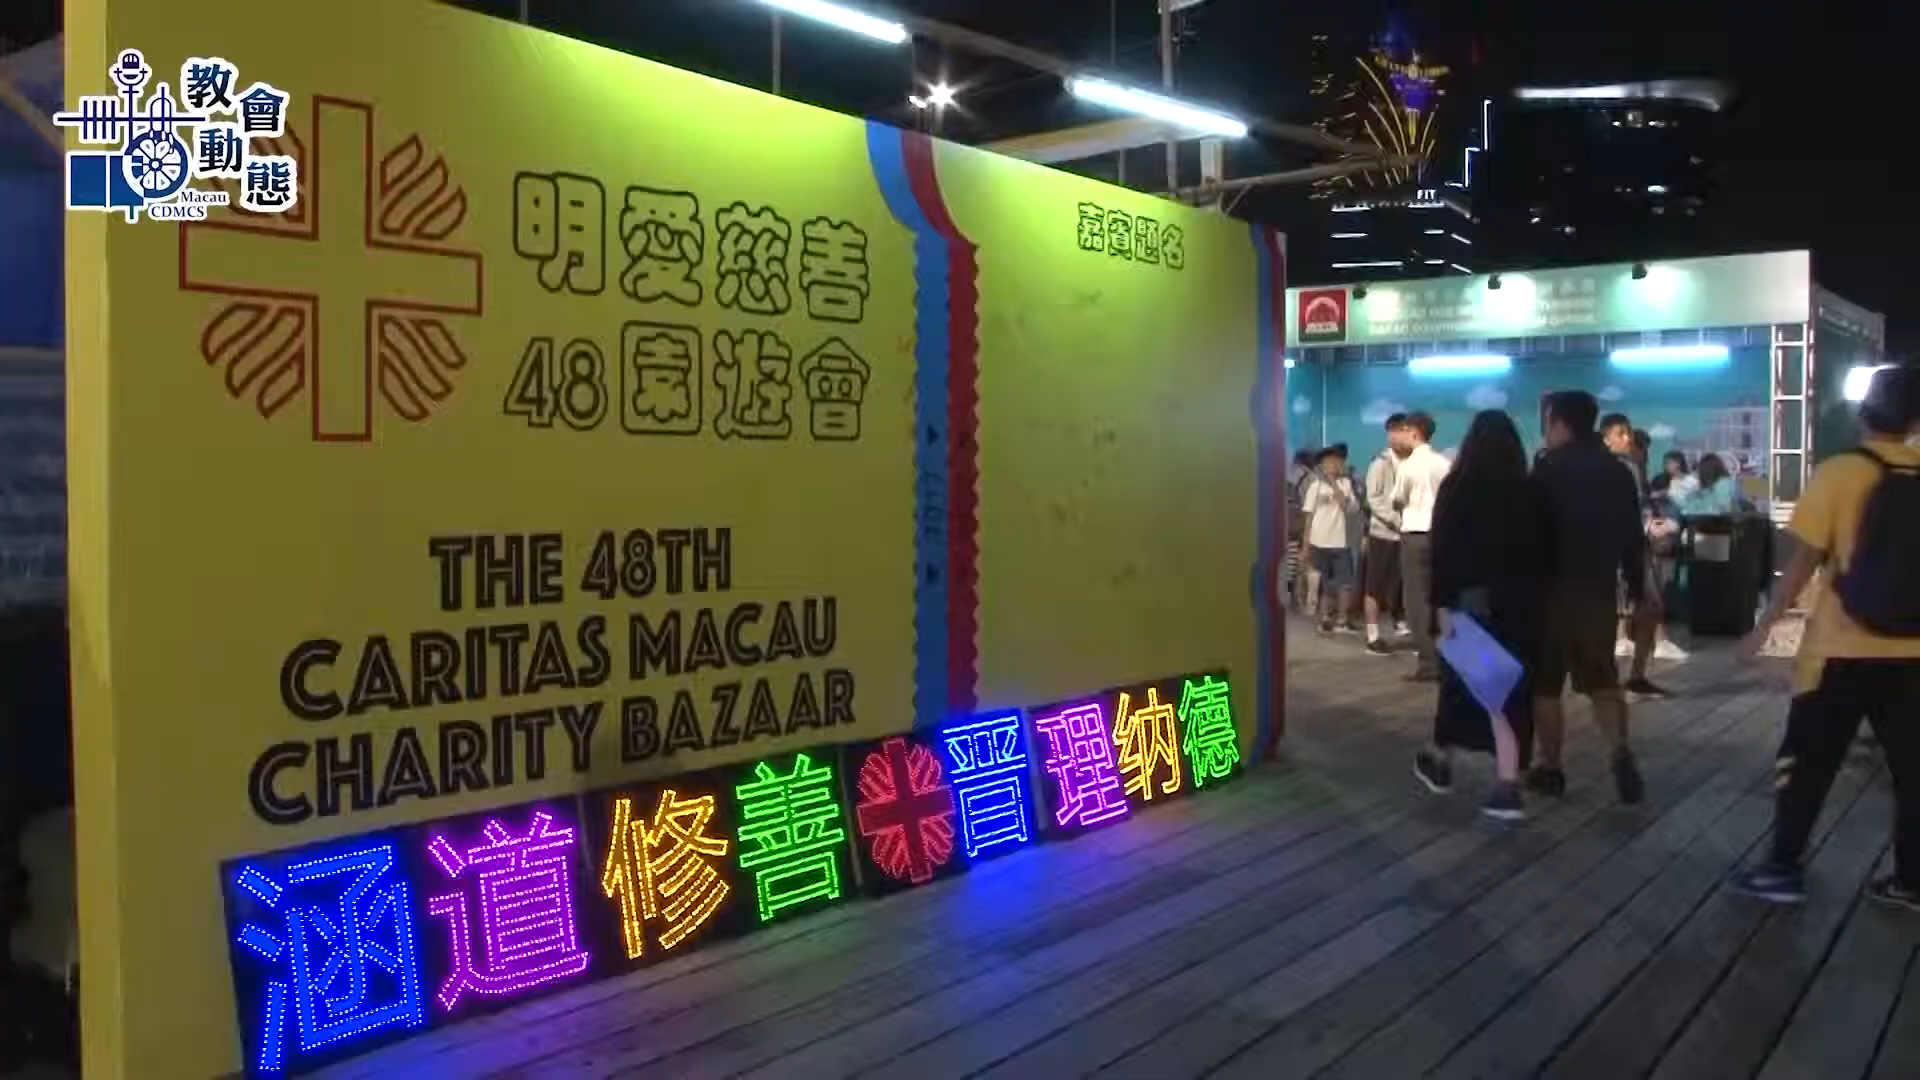 教會
動態
Macau
CDMCS
明愛慈善
48園遊會
嘉賓題名
2017
THE 48TH
CARITAS MACAU
CHARITY BAZAAR
涵道修善 晋理纳德